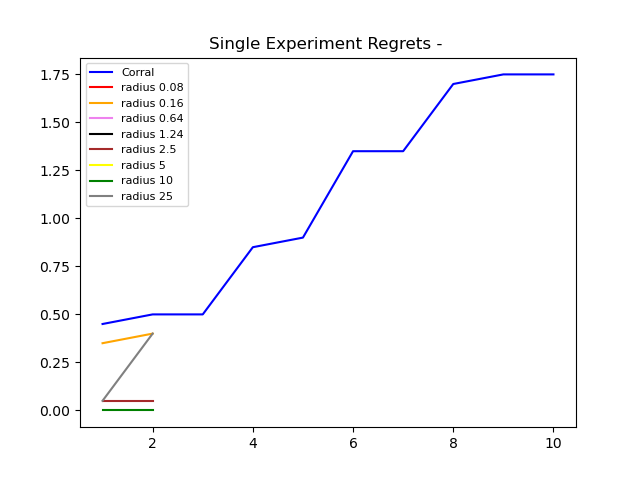 Single Experiment Regrets -
1.75
1.50
1.25
1.00
0.75
0.50
0.25
0.00
Corral
radius 0.08
radius 0.16
radius 0.64
radius 1.24
radius 2.5
radius 5
radius 10
radius 25
2 4 6 8 10